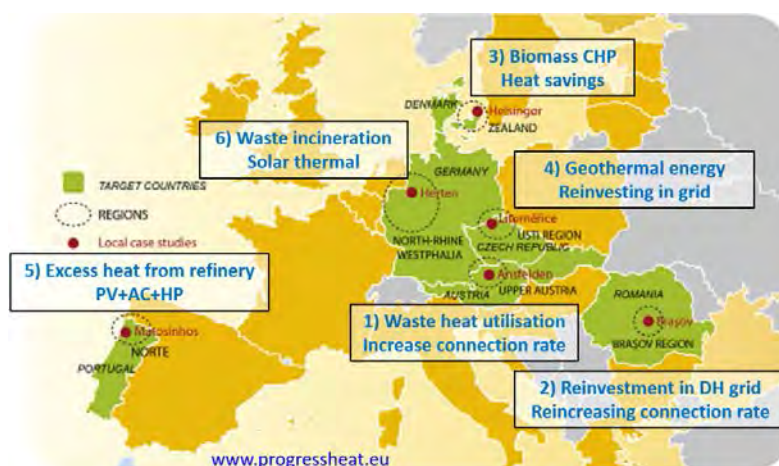 3) Biomass CHP
Heat savings
DENMARK
Helsingør
ZEALAND
6) Waste incineration
Solar thermal
GERMANY
4) Geothermal energy
Reinvesting in grid
TARGET COUNTRIES
REGIONS
Local case studies
Herten
NORTH-RHINE
WESTPHALIA
Litoměřice
USTI REGION
CZECH REPUBLIC
5) Excess heat from refinery
PV+AC+HP
Ansfelden
UPPER AUSTRIA
AUSTRIA
ROMANIA
Matosinhos
NORTE
PORTUGAL
1) Waste heat utilisation
Increase connection rate
Braşov
BRAŞOV REGION
2) Reinvestment in DH grid
Reincreasing connection rate
www.progressheat.eu